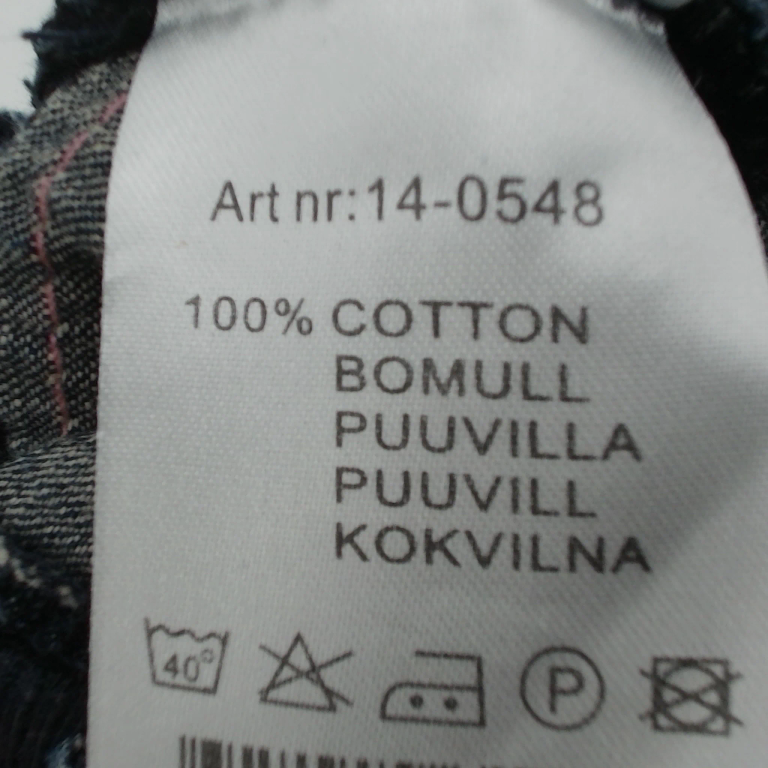 Art nr:14-0548
100% COTTON
BOMULL
PUUVILLA
PUUVILL
KOKVILNA
40°
P